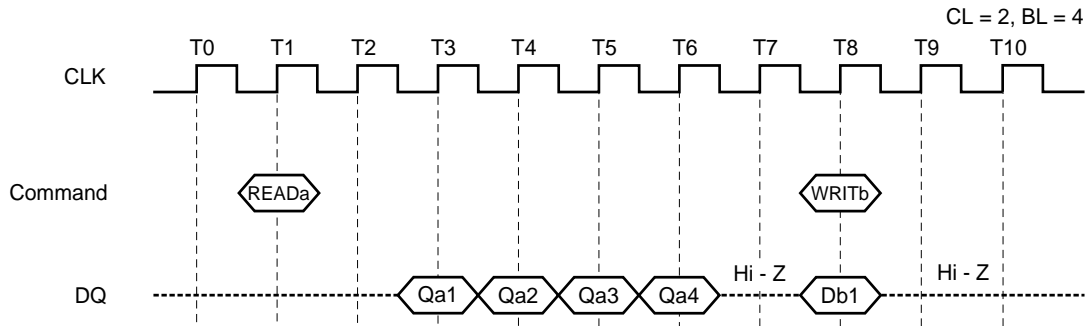 CL = 2, BL = 4
T0 T1 T2 T3 T4 T5 T6 T7 T8 T9 T10
CLK
Command READa WRITb
Hi - Z Hi - Z
DQ Qa1 Qa2 Qa3 Qa4 Db1